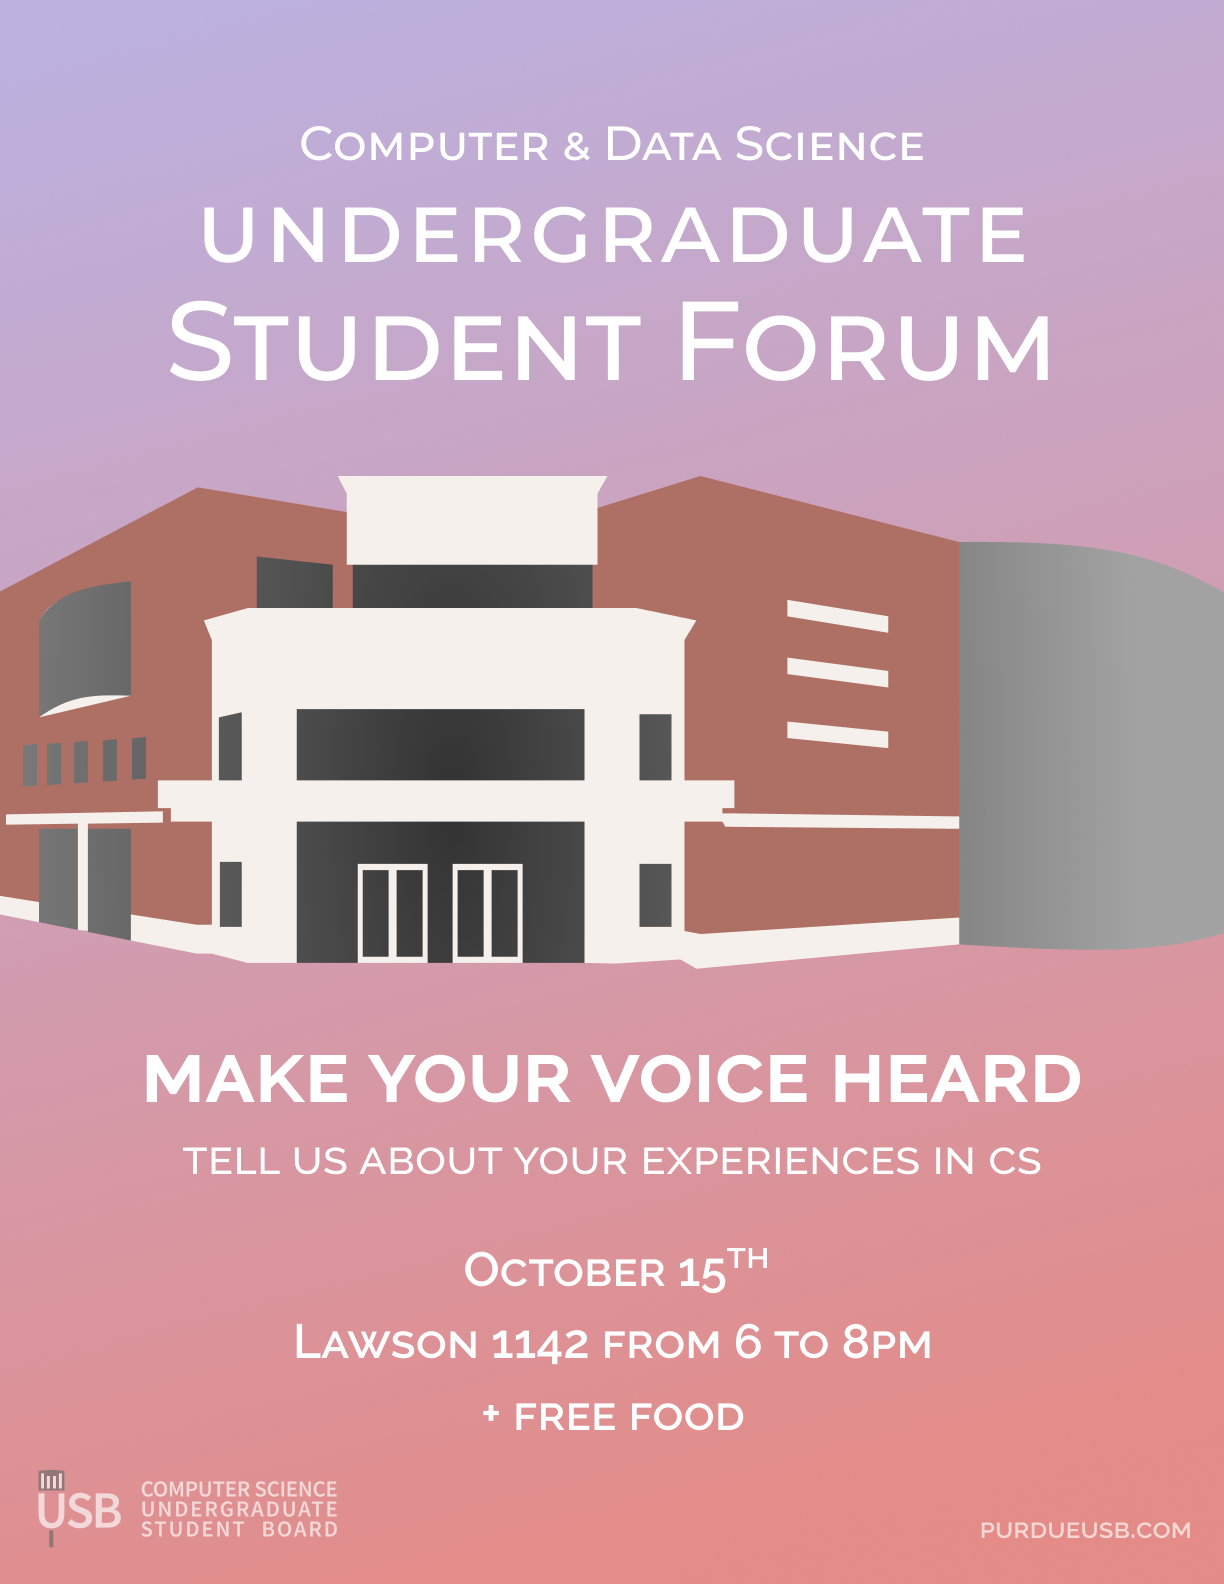 Computer & Data Science
UNDERGRADUATE
Student Forum
MAKE YOUR VOICE HEARD
TELL US ABOUT YOUR EXPERIENCES IN CS
October 15TH
Lawson 1142 from 6 to 8pm
+ free food
USB
COMPUTER SCIENCE
UNDERGRADUATE
STUDENT BOARD
PURDUEUSB.COM